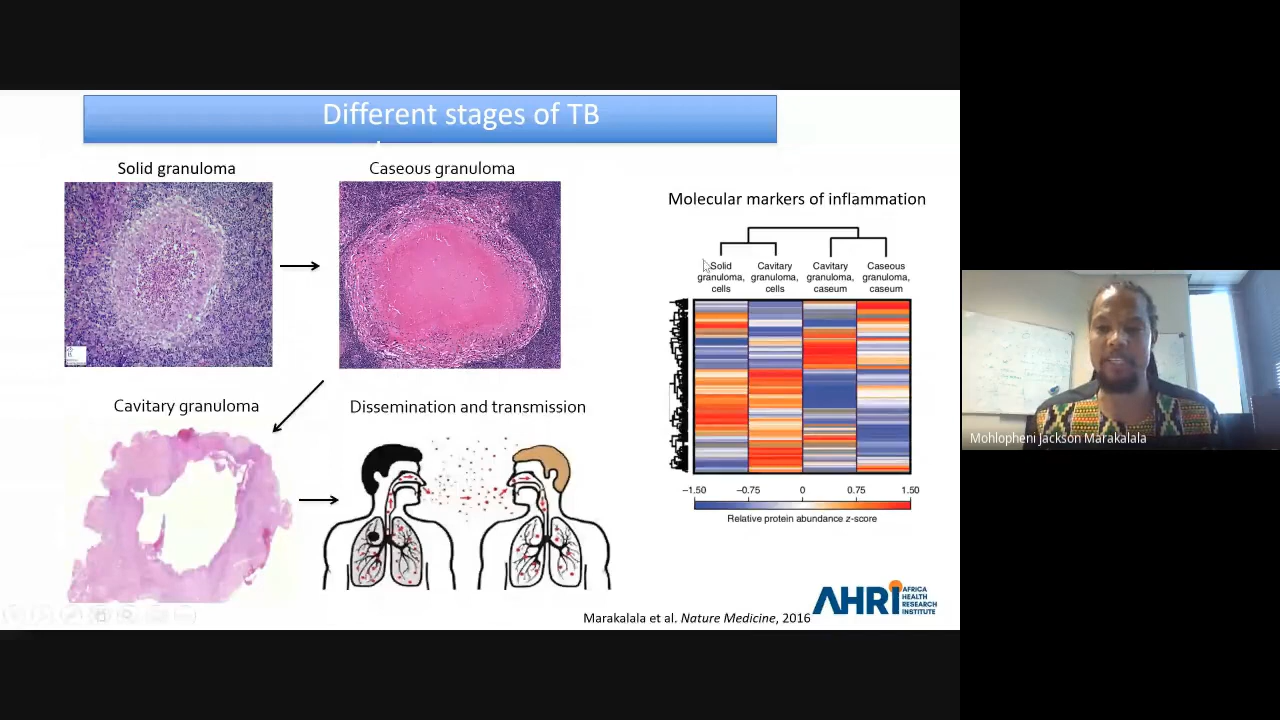 Different stages of TB
Solid granuloma
Caseous granuloma
Cavitary granuloma
Dissemination and transmission
Molecular markers of inflammation
Solid granuloma, cells
Cavitary granuloma, cells
Cavitary granuloma, caseum
Caseous granuloma, caseum
−1.50 −0.75 0 0.75 1.50
Relative protein abundance z-score
Marakalala et al. Nature Medicine, 2016
AHRI
AFRICA
HEALTH
RESEARCH
INSTITUTE
Mohlopheni Jackson Marakalala